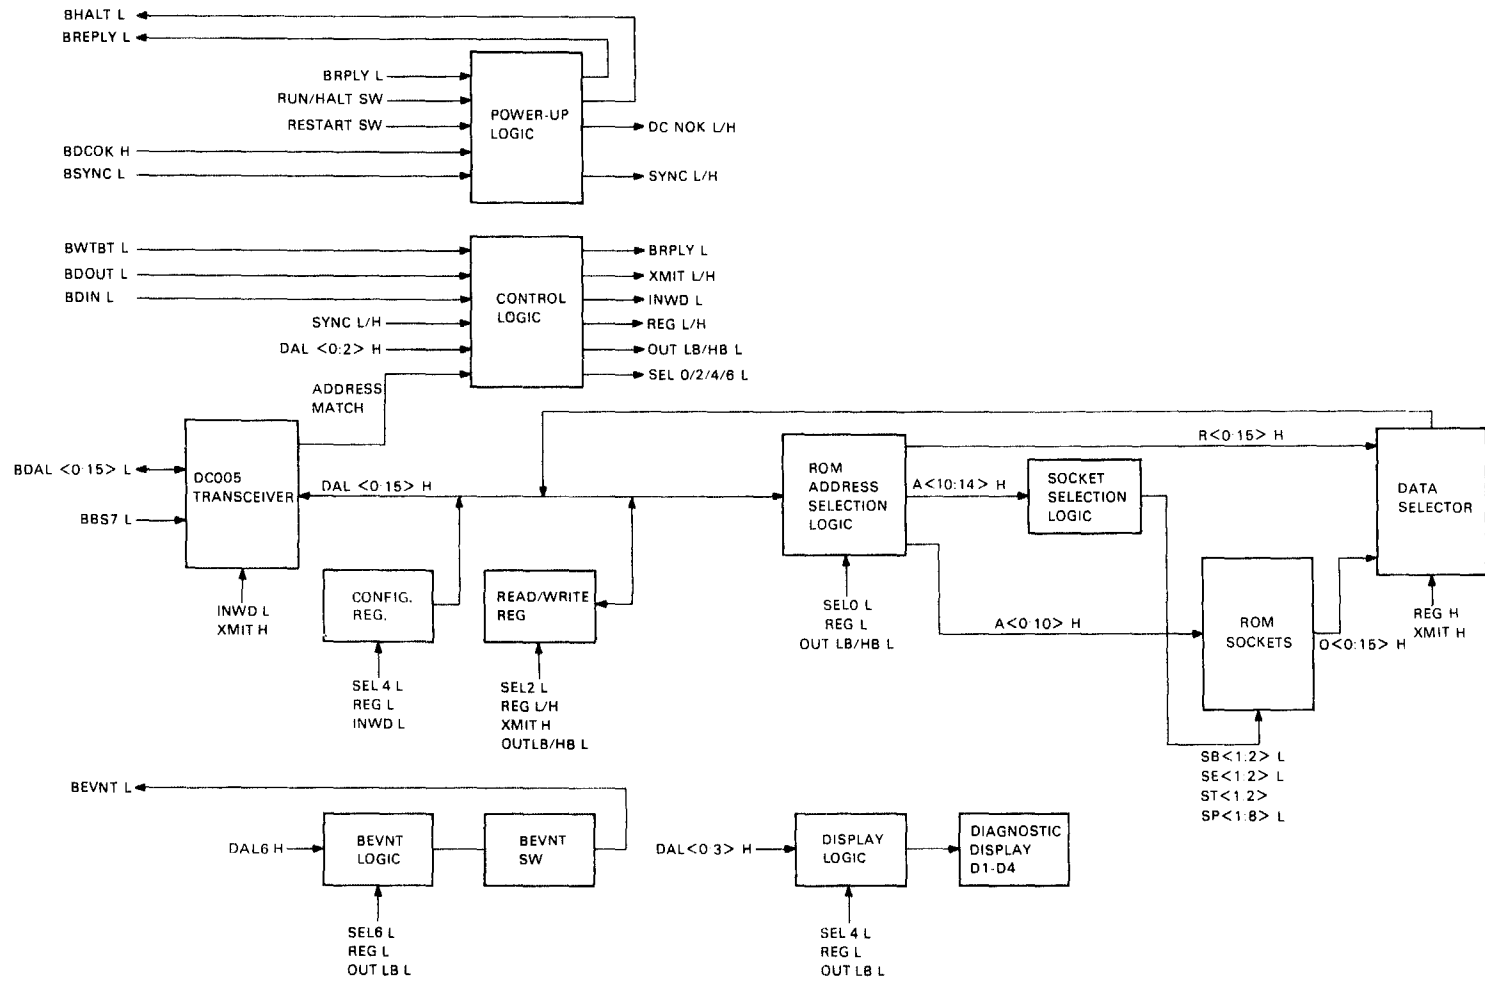 BHALT L
BREPLY L
BRPLY L
RUN/HALT SW
RESTART SW
BDCOK H
BSYNC L
POWER-UP
LOGIC
DC NOK L/H
SYNC L/H
BWTBT L
BDOUT L
BDIN L
SYNC L/H
DAL <0:2> H
ADDRESS
MATCH
CONTROL
LOGIC
BRPLY L
XMIT L/H
INWD L
REG L/H
OUT LB/HB L
SEL 0/2/4/6 L
BDAL <0:15> L
BBS7 L
DC005
TRANSCEIVER
INWD L
XMIT H
DAL <0:15> H
CONFIG.
REG.
SEL 4 L
REG L
INWD L
READ/WRITE
REG
SEL2 L
REG L/H
XMIT H
OUTLB/HB L
ROM
ADDRESS
SELECTION
LOGIC
SEL0 L
REG L
OUT LB/HB L
R<0:15> H
A<10:14> H
SOCKET
SELECTION
LOGIC
A<0:10> H
ROM
SOCKETS
O<0:15> H
DATA
SELECTOR
REG H
XMIT H
SB<1:2> L
SE<1:2> L
ST<1:2>
SP<1:8> L
BEVNT L
DAL6 H
BEVNT
LOGIC
BEVNT
SW
SEL6 L
REG L
OUT LB L
DAL<0:3> H
DISPLAY
LOGIC
DIAGNOSTIC
DISPLAY
D1-D4
SEL 4 L
REG L
OUT LB L